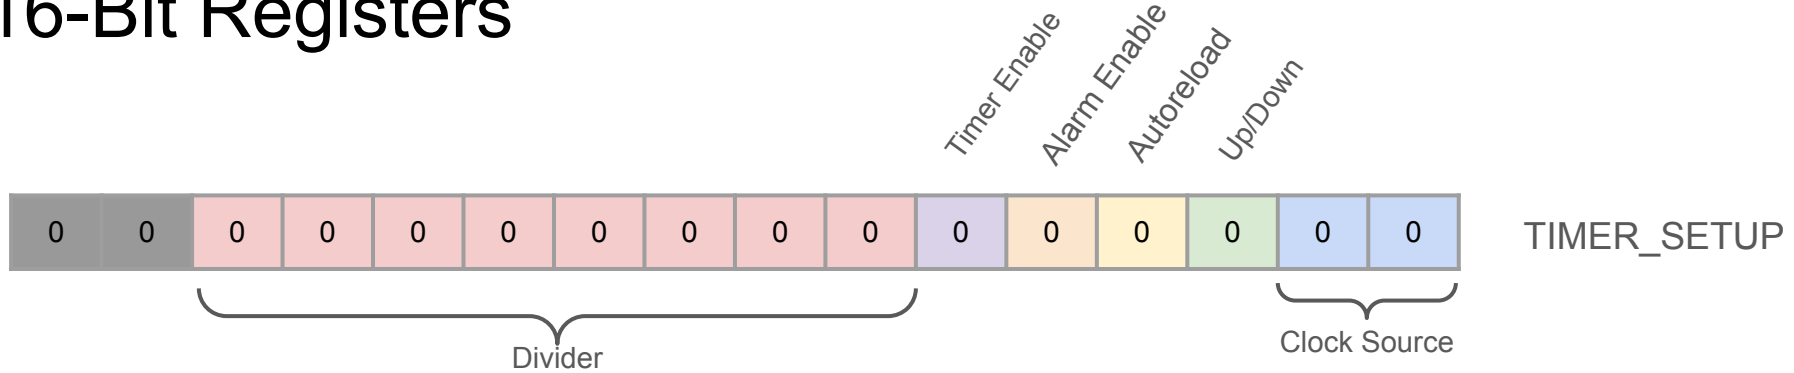 16-Bit Registers
Timer Enable
Alarm Enable
Autoreload
Up/Down
0 0 0 0 0 0 0 0 0 0 0 0 0 0 0 0 TIMER_SETUP
Divider
Clock Source